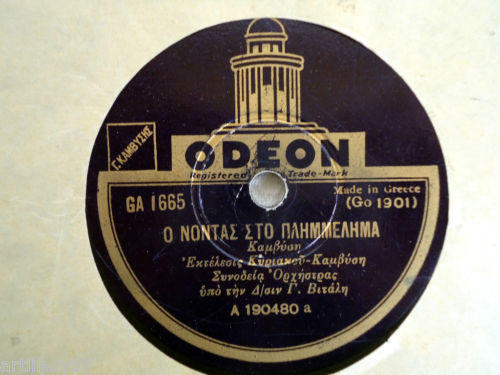 Γ. ΚΑΜΒΥΣΗΣ
ODEON
Registered Trade-Mark
GA 1665
Made in Greece
(Go 1901)
Ο ΝΟΝΤΑΣ ΣΤΟ ΠΛΗΜΜΕΛΗΜΑ
Καμβύση
Ἐκτέλεσις Κυριακοῦ-Καμβύση
Συνοδεία Ὀρχήστρας
ὑπὸ τὴν Δ/σιν Γ. Βιτάλη
A 190480 a